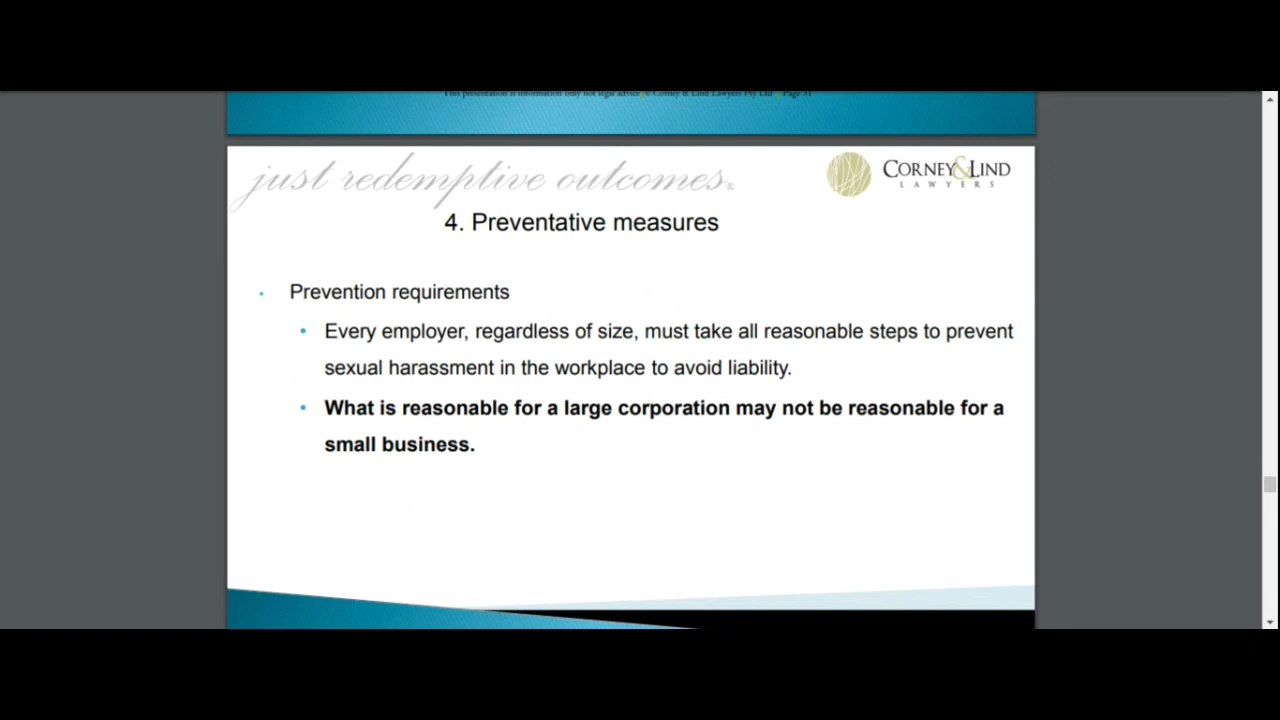 This presentation is information only not legal advice © Corney & Lind Lawyers Pty Ltd Page 31
just redemptive outcomes®
CORNEY & LIND
LAWYERS
4. Preventative measures
Prevention requirements
Every employer, regardless of size, must take all reasonable steps to prevent
sexual harassment in the workplace to avoid liability.
What is reasonable for a large corporation may not be reasonable for a
small business.